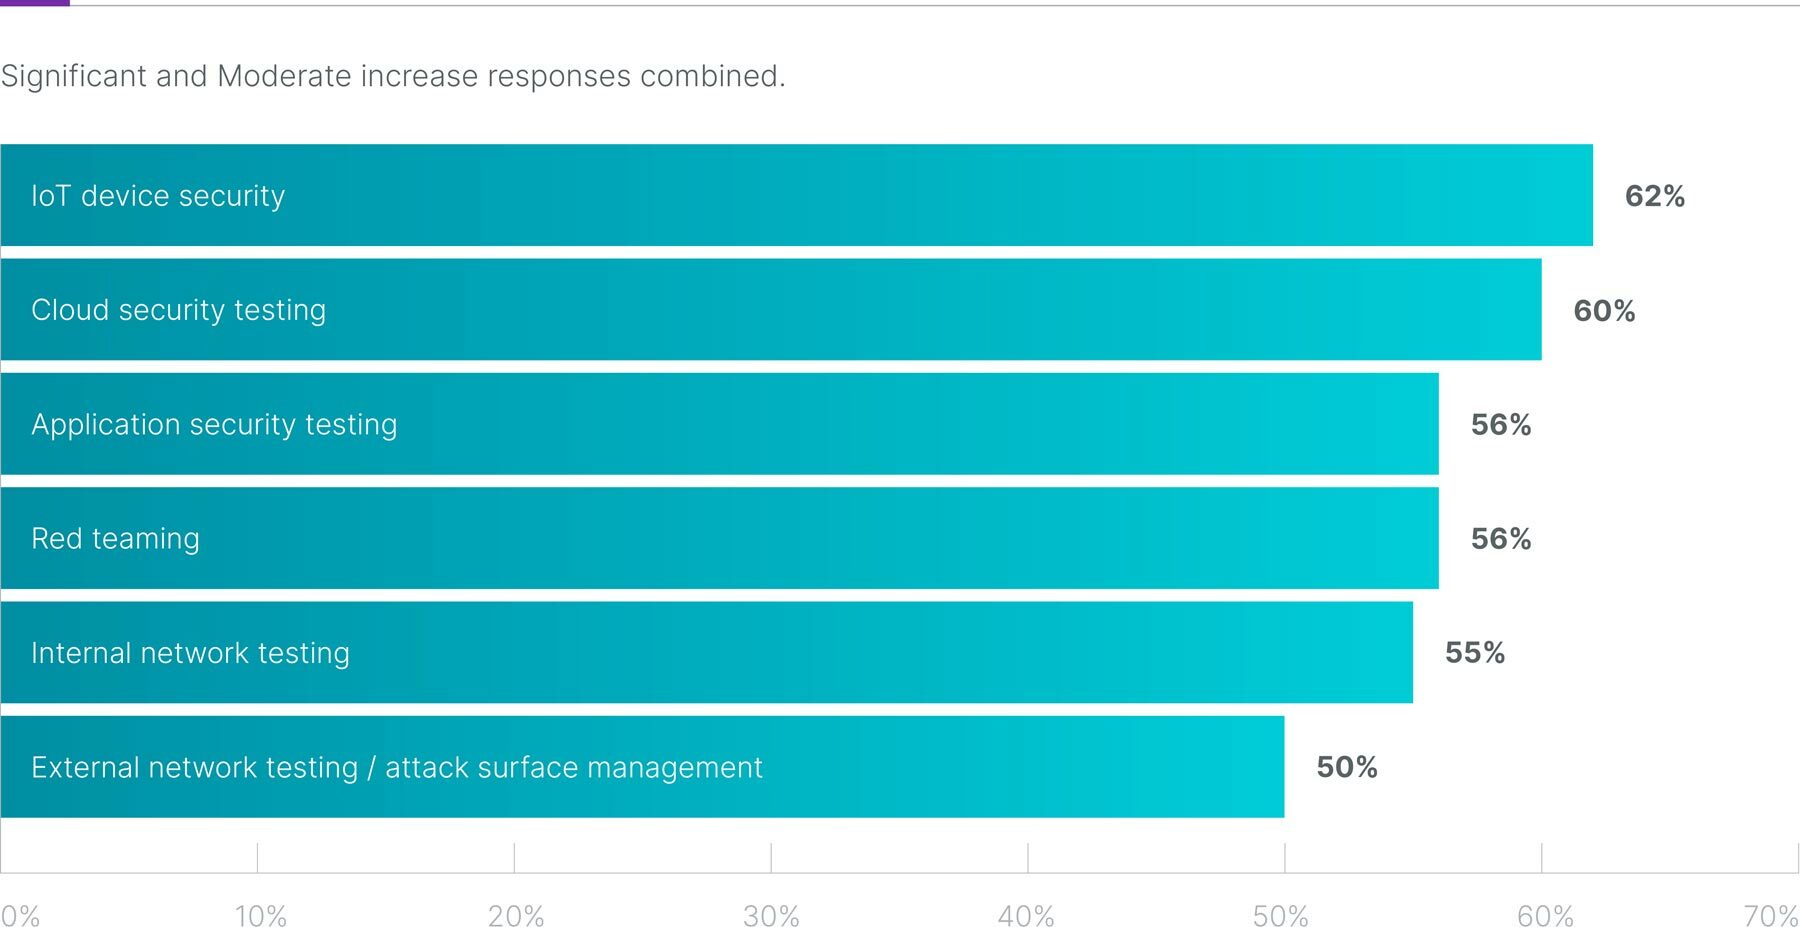 Significant and Moderate increase responses combined.
IoT device security 62%
Cloud security testing 60%
Application security testing 56%
Red teaming 56%
Internal network testing 55%
External network testing / attack surface management 50%
0% 10% 20% 30% 40% 50% 60% 70%